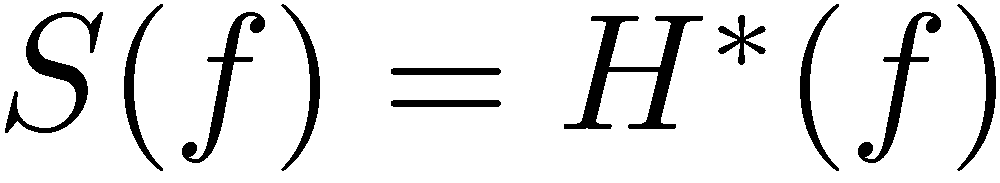 S(f) = H*(f)